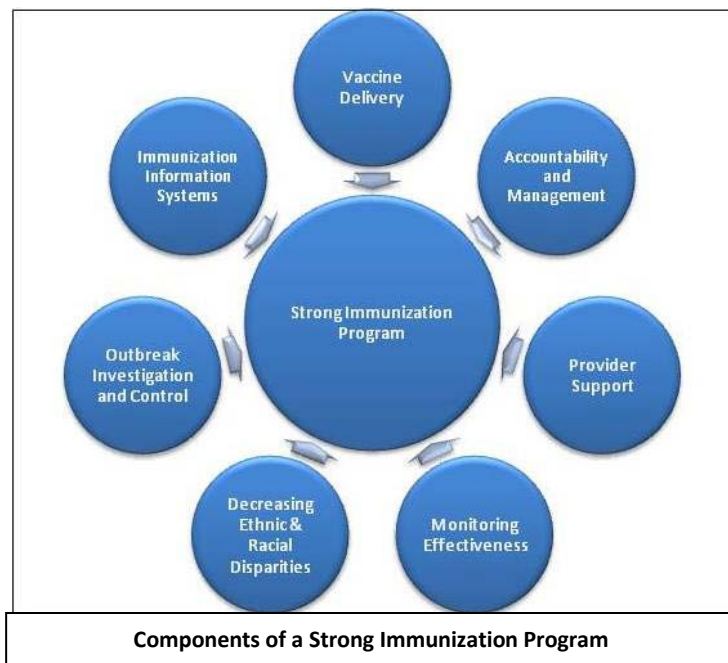 Vaccine
Delivery
Accountability
and
Management
Provider
Support
Monitoring
Effectiveness
Decreasing
Ethnic &
Racial
Disparities
Outbreak
Investigation
and Control
Immunization
Information
Systems
Strong Immunization
Program
Components of a Strong Immunization Program